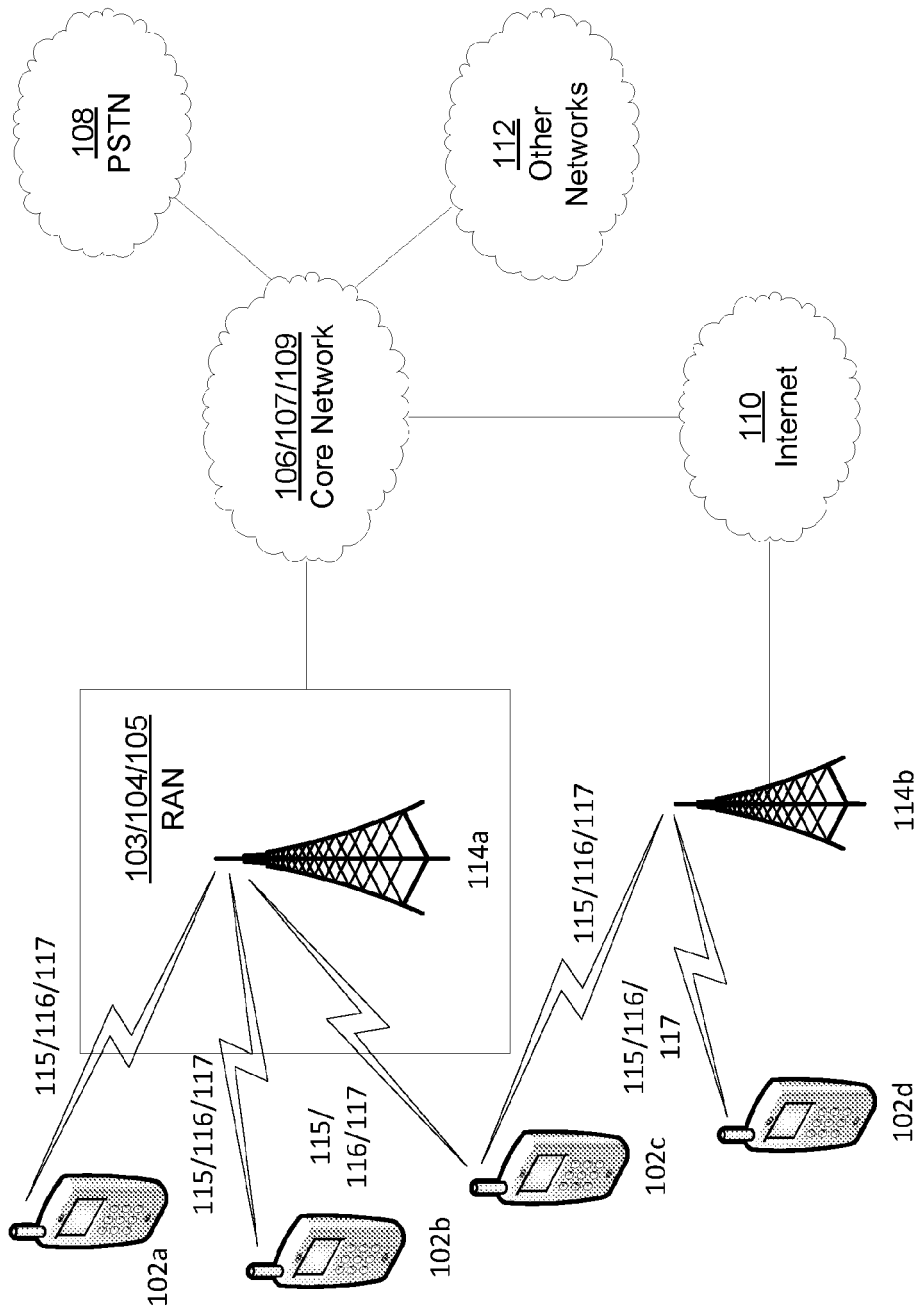 108
PSTN
106/107/109
Core Network
112
Other
Networks
110
Internet
103/104/105
RAN
114a
114b
115/116/117
115/116/117
115/
116/117
115/116/117
115/116/
117
102a
102b
102c
102d